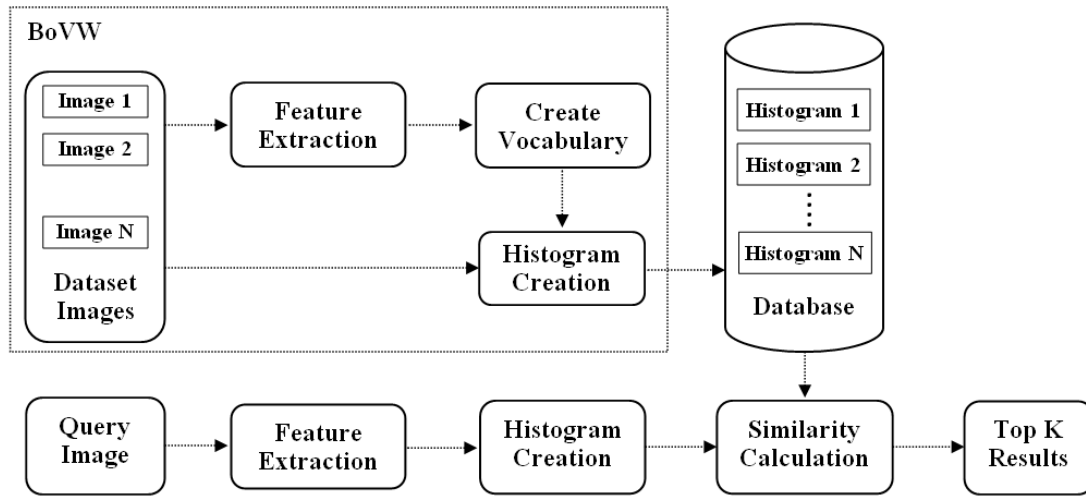 BoVW
Image 1
Image 2
Image N
Dataset
Images
Feature
Extraction
Create
Vocabulary
Histogram
Creation
Histogram 1
Histogram 2
Histogram N
Database
Query
Image
Feature
Extraction
Histogram
Creation
Similarity
Calculation
Top K
Results